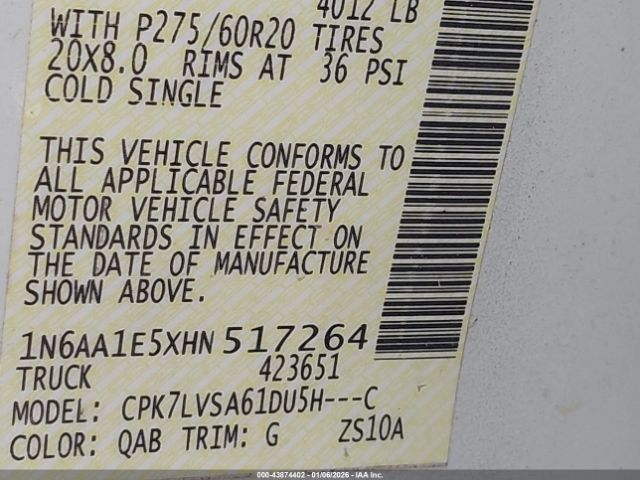 4012 LB
WITH P275/60R20 TIRES
20X8.0 RIMS AT 36 PSI
COLD SINGLE
THIS VEHICLE CONFORMS TO
ALL APPLICABLE FEDERAL
MOTOR VEHICLE SAFETY
STANDARDS IN EFFECT ON
THE DATE OF MANUFACTURE
SHOWN ABOVE.
1N6AA1E5XHN517264
TRUCK 423651
MODEL: CPK7LVSA61DU5H---C
COLOR: QAB TRIM: G ZS10A
000-43874402 - 01/06/2026 - iaai.com